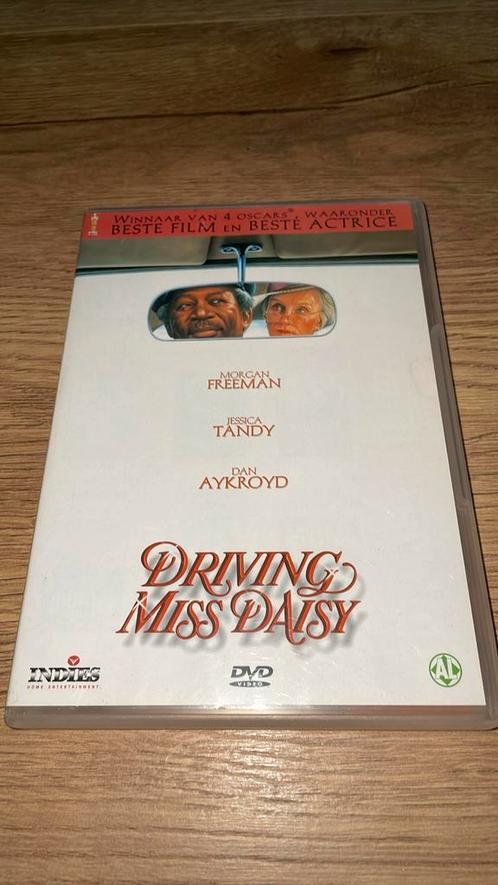 WINNAAR VAN 4 OSCARS®, WAARONDER
BESTE FILM EN BESTE ACTRICE
MORGAN
FREEMAN
JESSICA
TANDY
DAN
AYKROYD
DRIVING
MISS DAISY
INDIES
HOME ENTERTAINMENT
DVD
VIDEO
AL